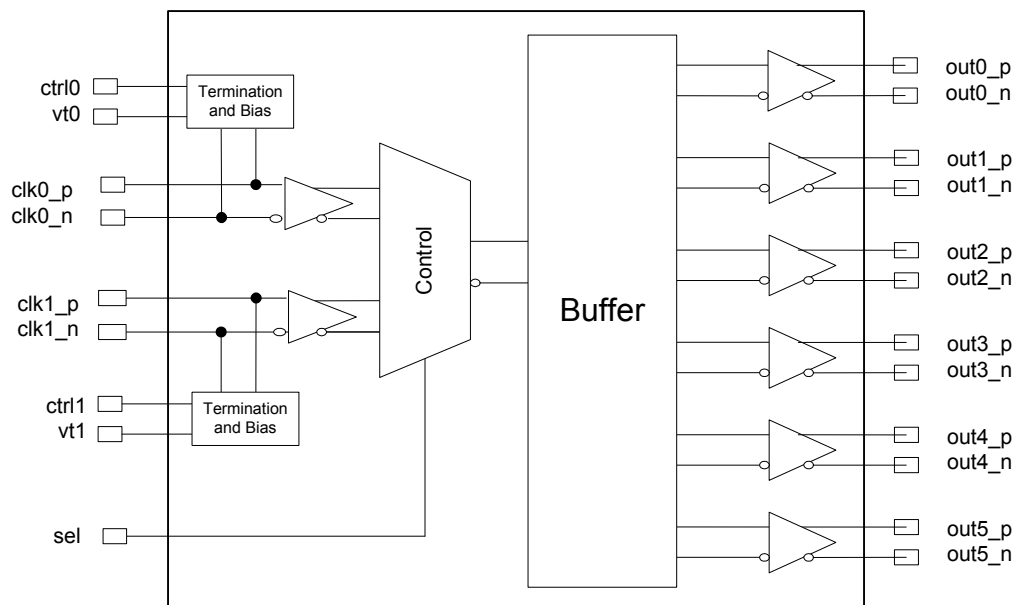 ctrl0
vt0
Termination
and Bias
clk0_p
clk0_n
clk1_p
clk1_n
ctrl1
vt1
Termination
and Bias
sel
Control
Buffer
out0_p
out0_n
out1_p
out1_n
out2_p
out2_n
out3_p
out3_n
out4_p
out4_n
out5_p
out5_n